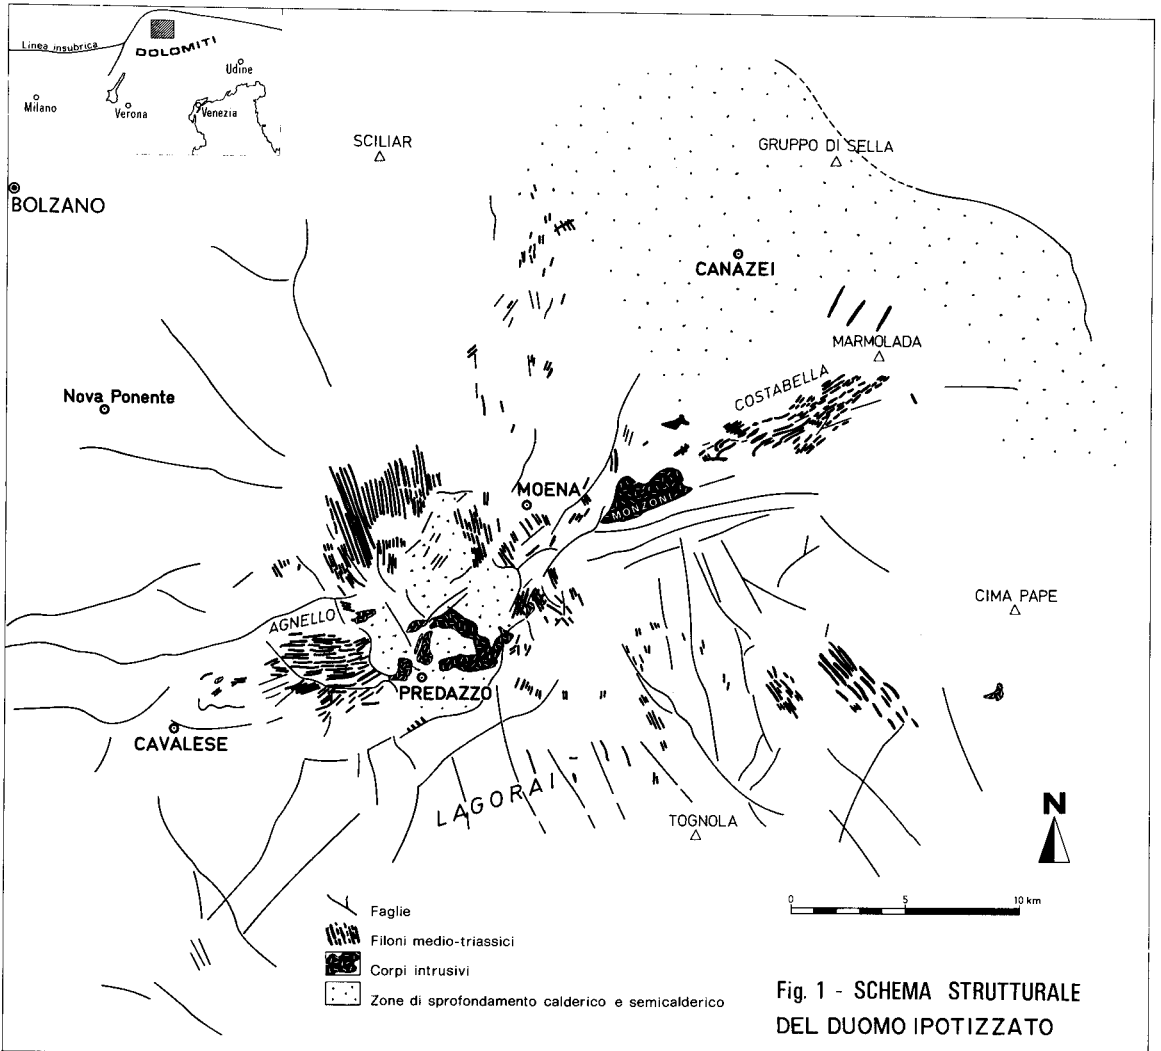 Linea insubrica
DOLOMITI
Udine
Milano
Verona
Venezia
SCILIAR
GRUPPO DI SELLA
BOLZANO
CANAZEI
MARMOLADA
COSTABELLA
Nova Ponente
MOENA
MONZONI
CIMA PAPE
AGNELLO
PREDAZZO
CAVALESE
LAGORAI
TOGNOLA
N
0 5 10 km
Faglie
Filoni medio-triassici
Corpi intrusivi
Zone di sprofondamento calderico e semicalderico
Fig. 1 - SCHEMA STRUTTURALE
DEL DUOMO IPOTIZZATO